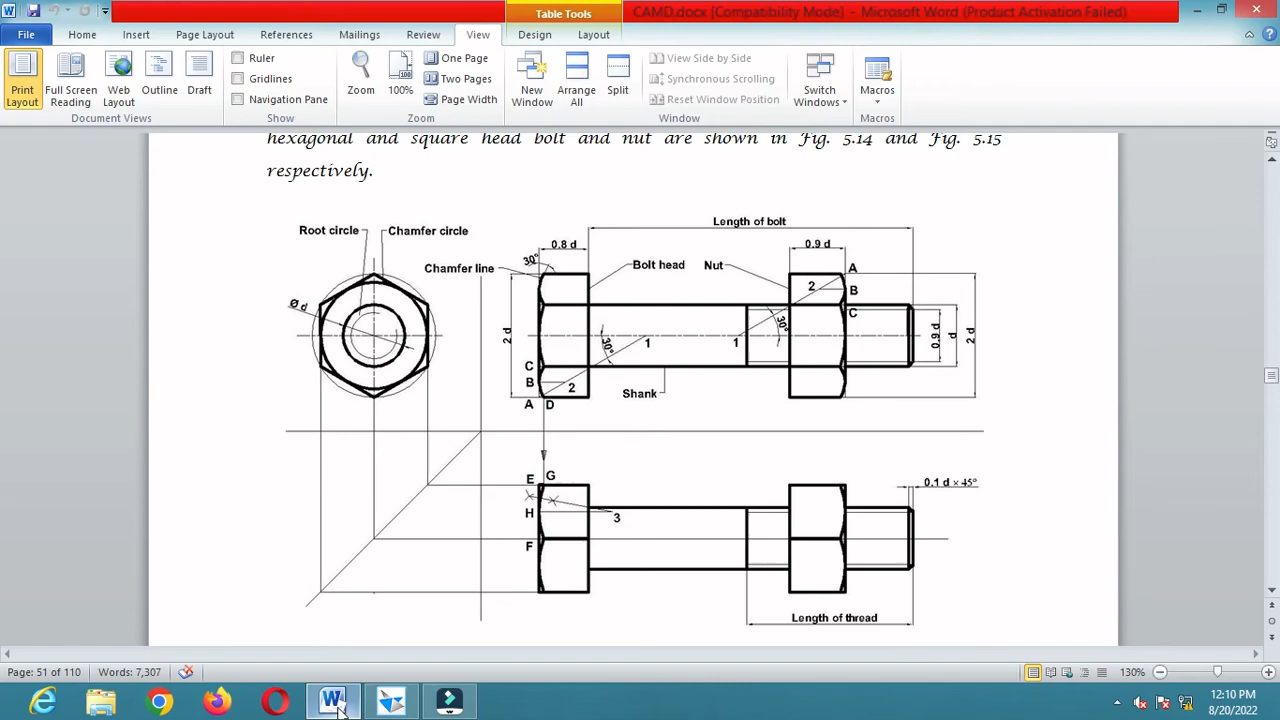 Table Tools
CAMD.docx [Compatibility Mode] - Microsoft Word (Product Activation Failed)
File Home Insert Page Layout References Mailings Review View Design Layout
Ruler
Gridlines
Navigation Pane
One Page
Two Pages
Page Width
View Side by Side
Synchronous Scrolling
Reset Window Position
Print Layout
Full Screen Reading
Web Layout
Outline
Draft
Zoom
100%
New Window
Arrange All
Split
Switch Windows
Macros
Document Views Show Zoom Window Macros
hexagonal and square head bolt and nut are shown in Fig. 5.14 and Fig. 5.15
respectively.
Length of bolt
Root circle Chamfer circle
0.8 d 0.9 d
30°
Chamfer line Bolt head Nut A
2 B
Ø d C
2 d 30° 1 1 30° 0.9 d d 2 d
C
B 2 Shank
A D
E G 0.1 d × 45°
H 3
F
Length of thread
Page: 51 of 110 Words: 7,307 130%
12:10 PM
8/20/2022